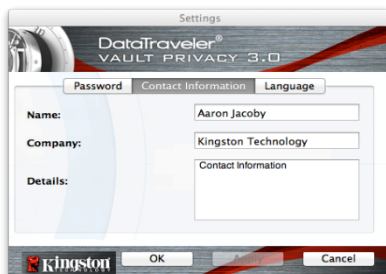 Settings
DataTraveler®
VAULT PRIVACY 3.0
Password Contact Information Language
Name: Aaron Jacoby
Company: Kingston Technology
Details: Contact Information
Kingston OK Apply Cancel
TECHNOLOGY